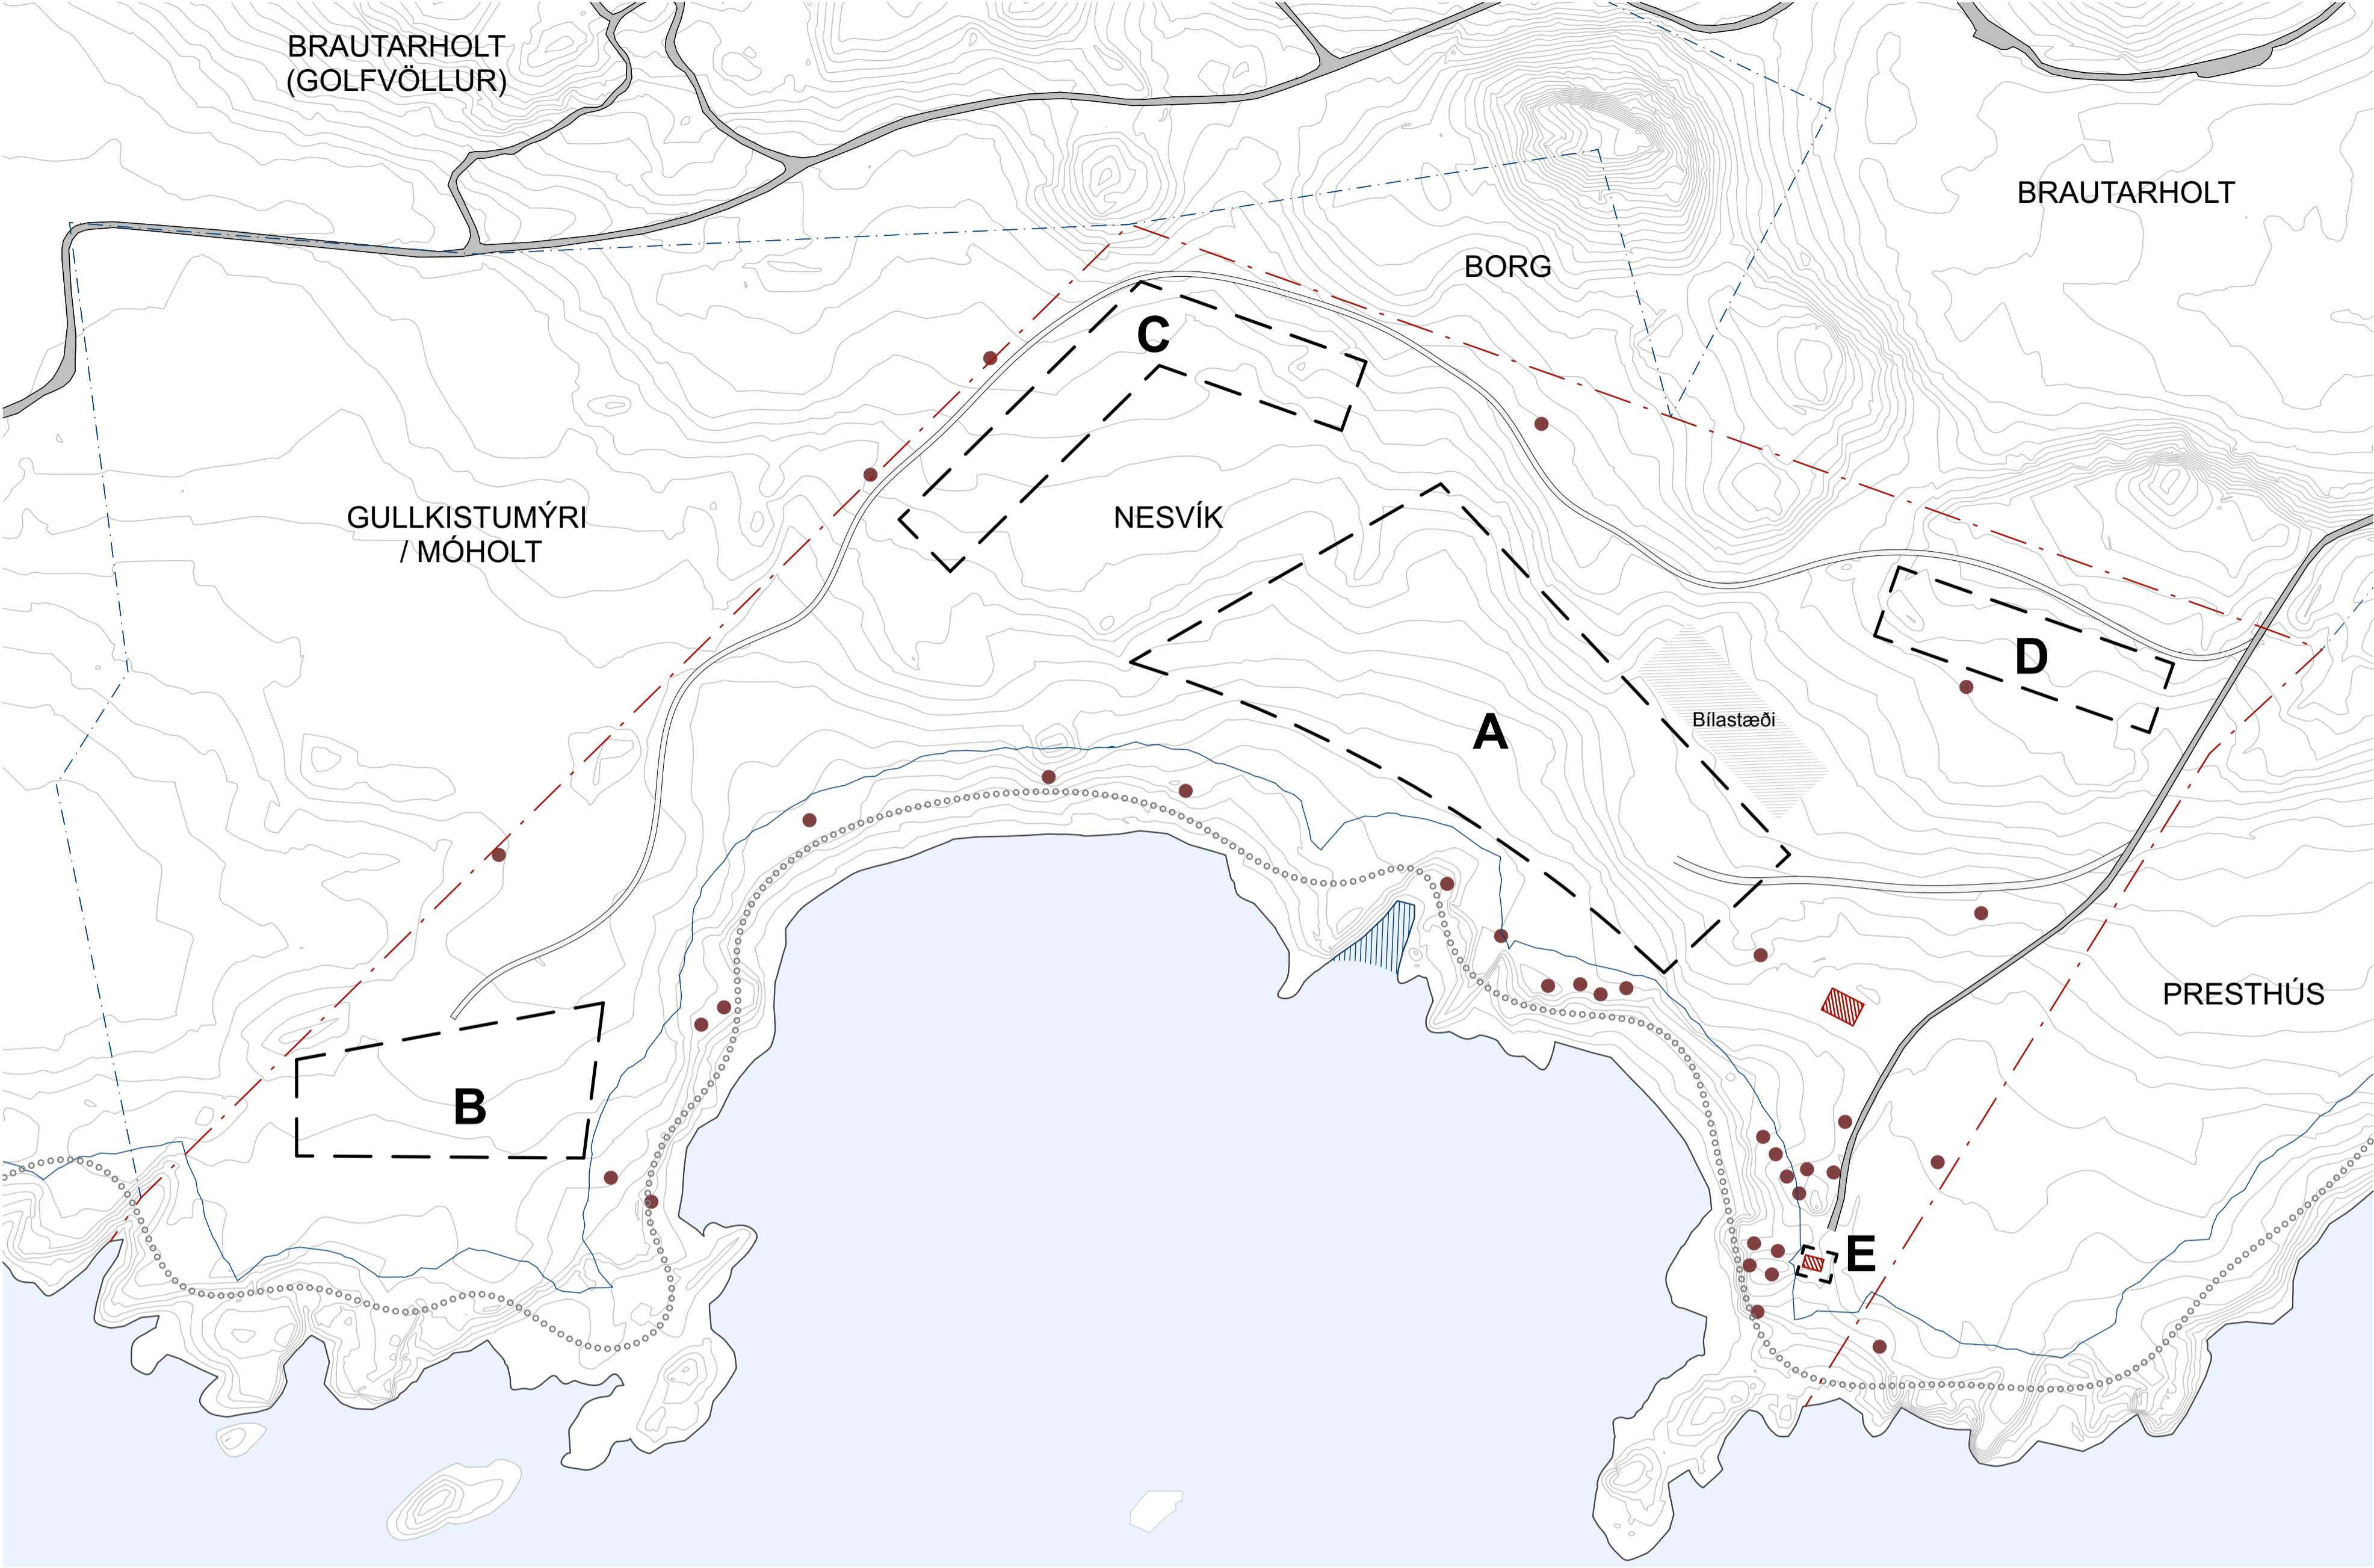 BRAUTARHOLT
(GOLFVÖLLUR)
BRAUTARHOLT
BORG
C
GULLKISTUMÝRI
/ MÓHOLT
NESVÍK
D
A
Bílastæði
PRESTHÚS
B
E